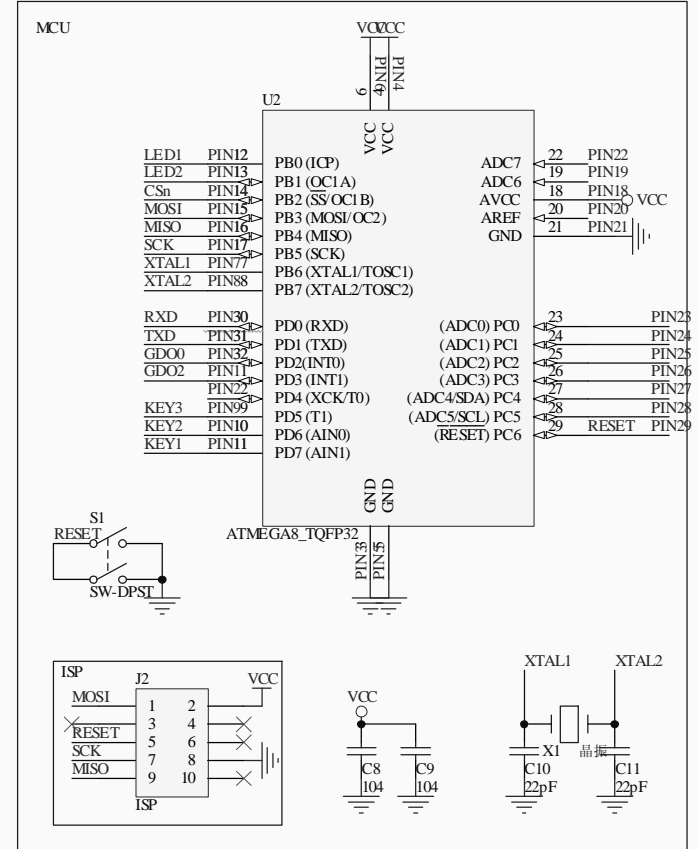 MCU
VCC VCC
PIN6 PIN4
6 4
U2
VCC VCC
LED1 PIN12 PB0 (ICP) ADC7 22 PIN22
LED2 PIN13 PB1 (OC1A) ADC6 19 PIN19
CSn PIN14 PB2 (SS/OC1B) AVCC 18 PIN18 VCC
MOSI PIN15 PB3 (MOSI/OC2) AREF 20 PIN20
MISO PIN16 PB4 (MISO) GND 21 PIN21
SCK PIN17 PB5 (SCK)
XTAL1 PIN77 PB6 (XTAL1/TOSC1)
XTAL2 PIN88 PB7 (XTAL2/TOSC2)
RXD PIN30 PD0 (RXD) (ADC0) PC0 23 PIN23
TXD PIN31 PD1 (TXD) (ADC1) PC1 24 PIN24
GDO0 PIN32 PD2(INT0) (ADC2) PC2 25 PIN25
GDO2 PIN11 PD3 (INT1) (ADC3) PC3 26 PIN26
PIN22 PD4 (XCK/T0) (ADC4/SDA) PC4 27 PIN27
KEY3 PIN99 PD5 (T1) (ADC5/SCL) PC5 28 PIN28
KEY2 PIN10 PD6 (AIN0) (RESET) PC6 29 RESET PIN29
KEY1 PIN11 PD7 (AIN1)
GND GND
ATMEGA8_TQFP32
PIN33 PIN55
S1
RESET
SW-DPST
ISP
J2 VCC
MOSI 1 2
3 4
RESET 5 6
SCK 7 8
MISO 9 10
ISP
VCC
C8 C9
104 104
XTAL1 XTAL2
X1 晶振
C10 C11
22pF 22pF